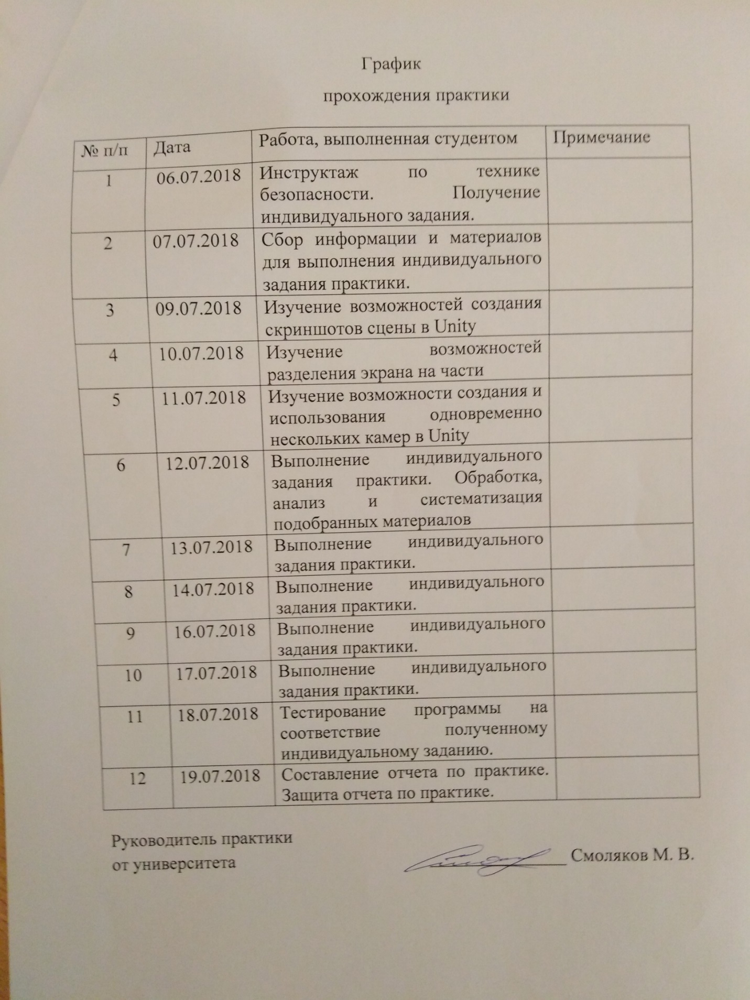 График
прохождения практики
№ п/п Дата Работа, выполненная студентом Примечание
1 06.07.2018 Инструктаж по технике
безопасности. Получение
индивидуального задания.
2 07.07.2018 Сбор информации и материалов
для выполнения индивидуального
задания практики.
3 09.07.2018 Изучение возможностей создания
скриншотов сцены в Unity
4 10.07.2018 Изучение возможностей
разделения экрана на части
5 11.07.2018 Изучение возможности создания и
использования одновременно
нескольких камер в Unity
6 12.07.2018 Выполнение индивидуального
задания практики. Обработка,
анализ и систематизация
подобранных материалов
7 13.07.2018 Выполнение индивидуального
задания практики.
8 14.07.2018 Выполнение индивидуального
задания практики.
9 16.07.2018 Выполнение индивидуального
задания практики.
10 17.07.2018 Выполнение индивидуального
задания практики.
11 18.07.2018 Тестирование программы на
соответствие полученному
индивидуальному заданию.
12 19.07.2018 Составление отчета по практике.
Защита отчета по практике.
Руководитель практики
от университета Смоляков М. В.